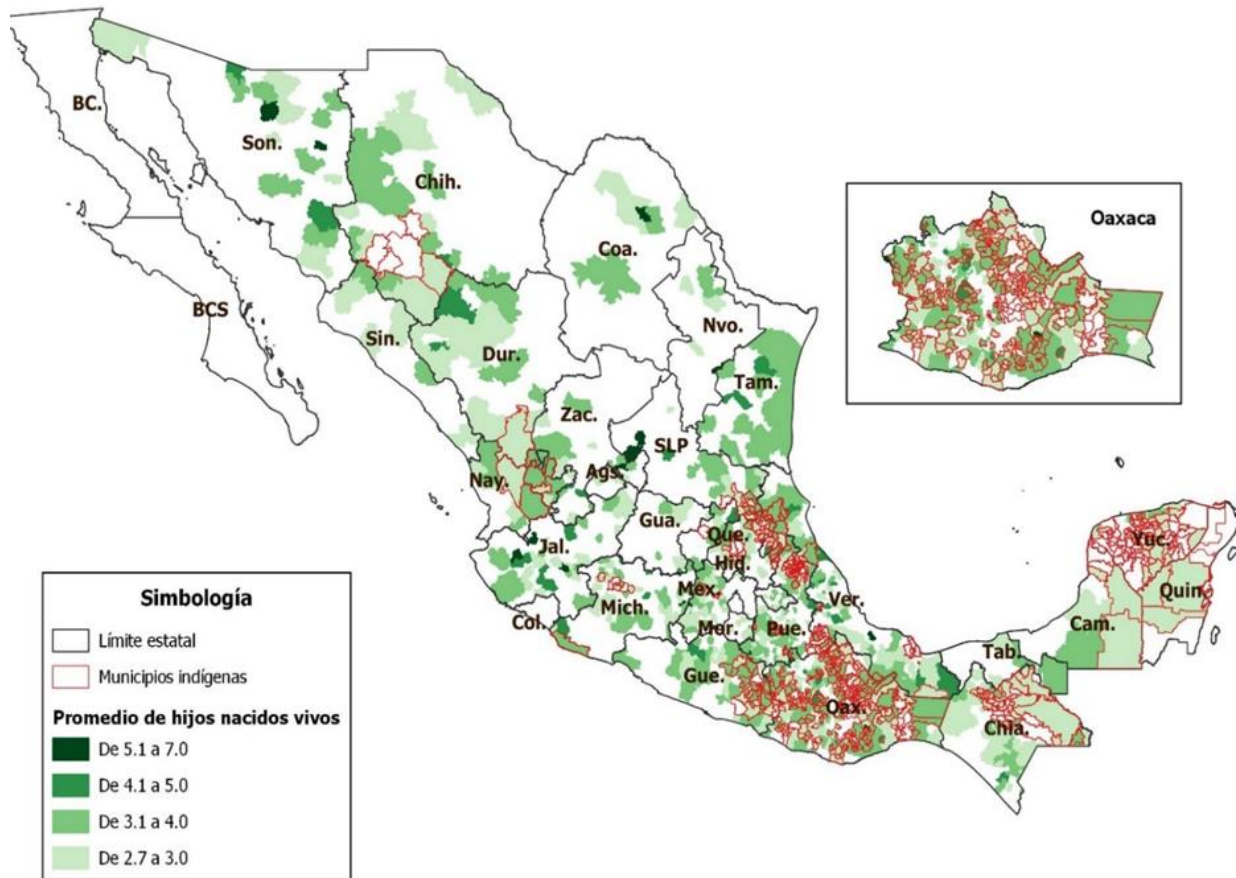 BC.
Son.
Chih.
Coa.
Oaxaca
BCS
Nvo.
Sin.
Dur.
Tam.
Zac.
SLP
Nay.
Ags.
Gua.
Que.
Yuc.
Jal.
Hid.
Quin
Simbología
Mex.
Ver.
Mich.
Cam.
Col.
Mor.
Pue.
Límite estatal
Tab.
Gue.
Municipios indígenas
Oax.
Chia.
Promedio de hijos nacidos vivos
De 5.1 a 7.0
De 4.1 a 5.0
De 3.1 a 4.0
De 2.7 a 3.0